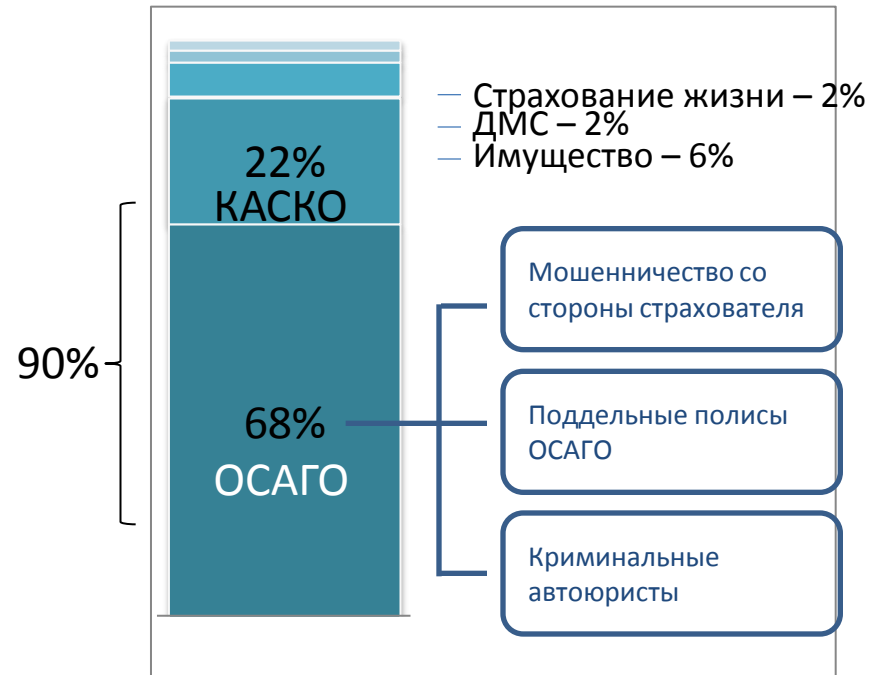 Страхование жизни – 2%
ДМС – 2%
Имущество – 6%
22%
КАСКО
90%
68%
ОСАГО
Мошенничество со
стороны страхователя
Поддельные полисы
ОСАГО
Криминальные
автоюристы